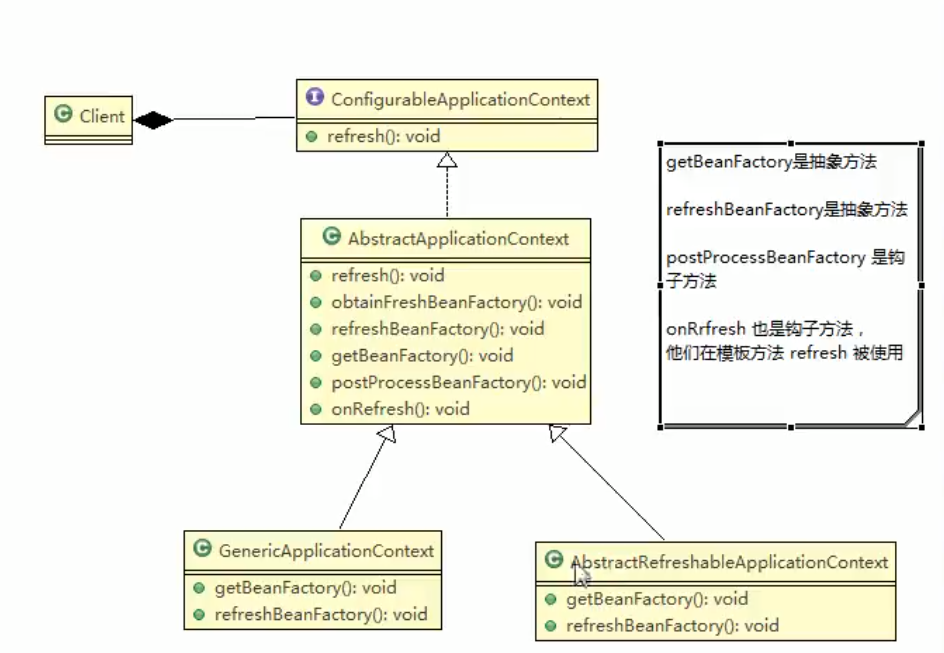 Client
ConfigurableApplicationContext
refresh(): void
AbstractApplicationContext
refresh(): void
obtainFreshBeanFactory(): void
refreshBeanFactory(): void
getBeanFactory(): void
postProcessBeanFactory(): void
onRefresh(): void
getBeanFactory是抽象方法
refreshBeanFactory是抽象方法
postProcessBeanFactory 是钩
子方法
onRrfresh 也是钩子方法，
他们在模板方法 refresh 被使用
GenericApplicationContext
getBeanFactory(): void
refreshBeanFactory(): void
AbstractRefreshableApplicationContext
getBeanFactory(): void
refreshBeanFactory(): void